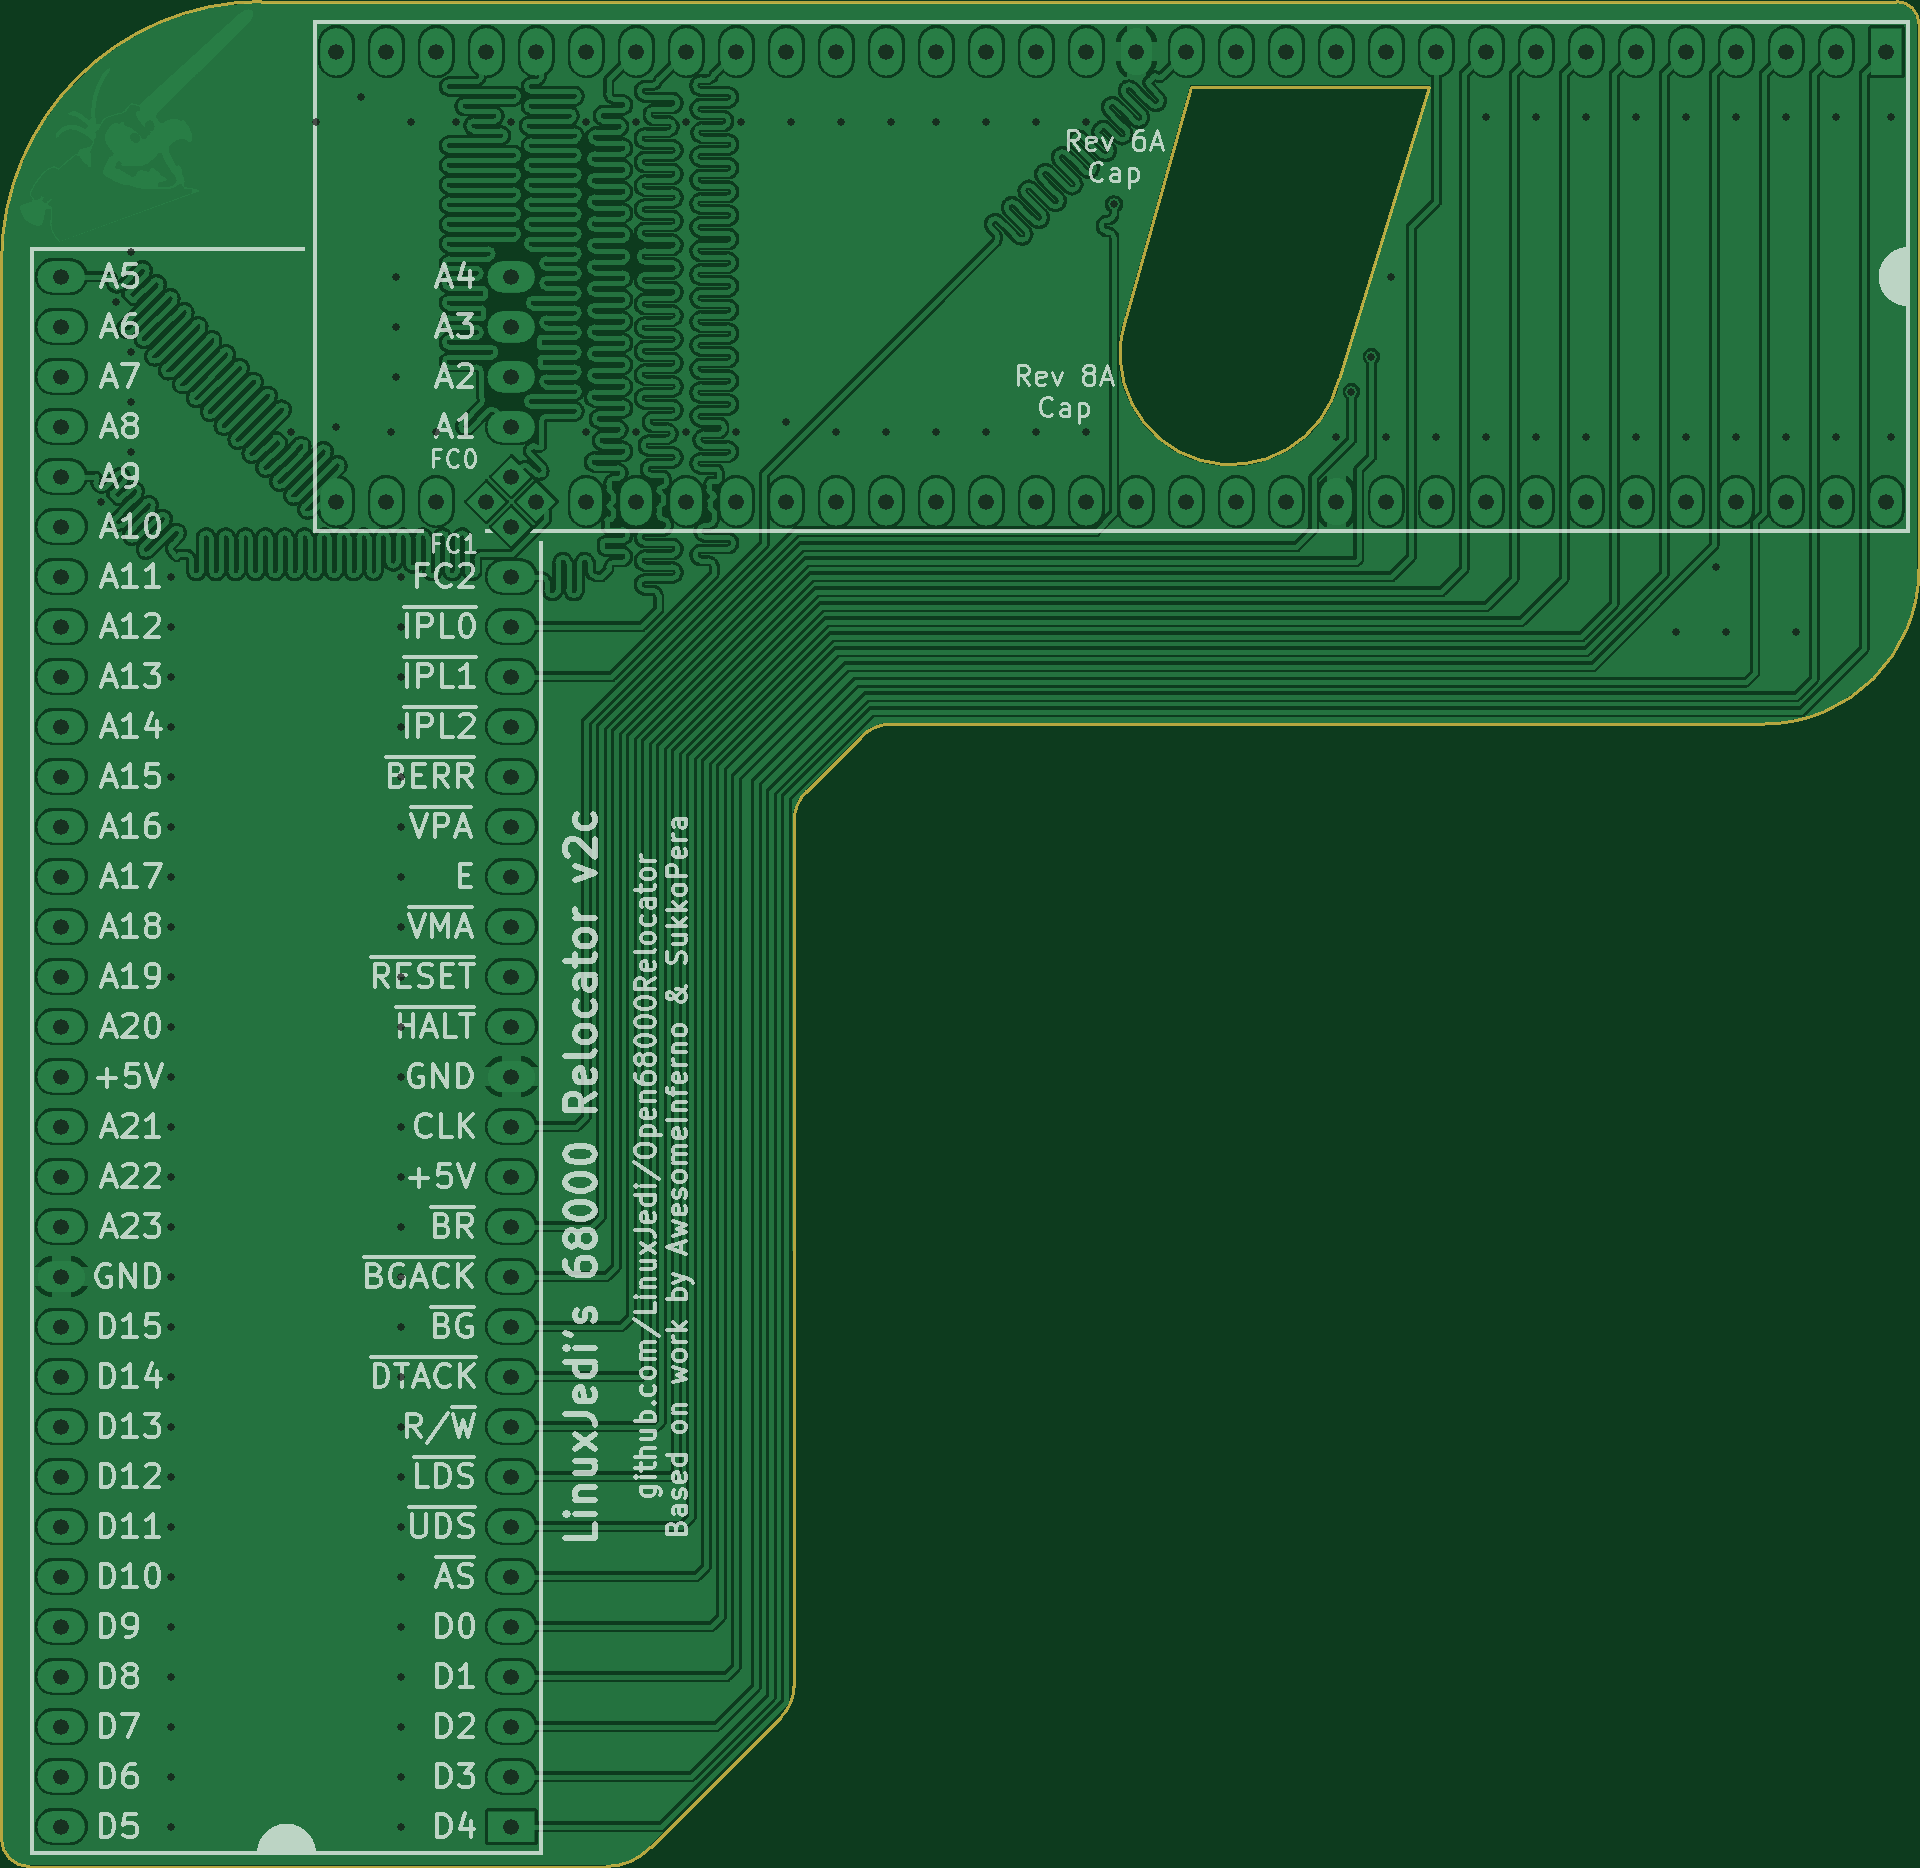 Rev 6A
Cap
Rev 8A
Cap
A5
A6
A7
A8
A9
A10
A11
A12
A13
A14
A15
A16
A17
A18
A19
A20
+5V
A21
A22
A23
GND
D15
D14
D13
D12
D11
D10
D9
D8
D7
D6
D5
A4
A3
A2
A1
FC0
FC1
FC2
IPL0
IPL1
IPL2
BERR
VPA
E
VMA
RESET
HALT
GND
CLK
+5V
BR
BGACK
BG
DTACK
R/W
LDS
UDS
AS
D0
D1
D2
D3
D4
LinuxJedi's 68000 Relocator v2c
github.com/LinuxJedi/Open68000Relocator
Based on work by AwesomeInferno & SukkoPera